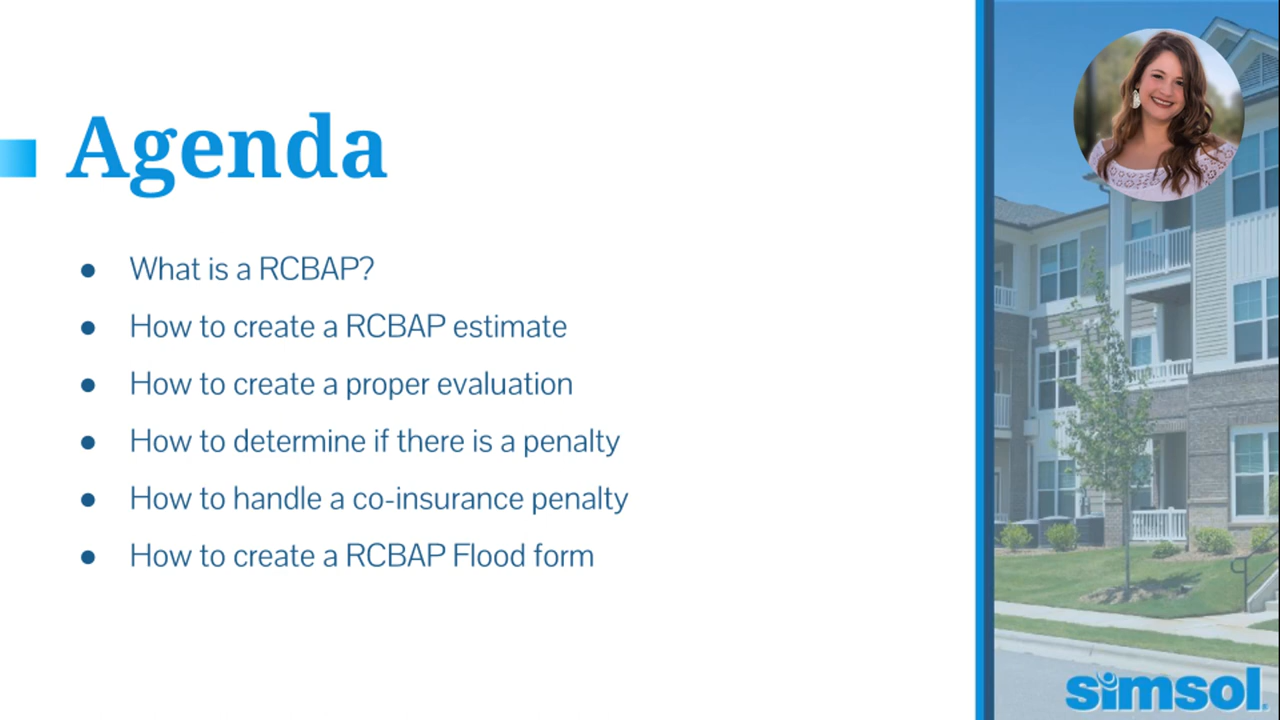 Agenda
● What is a RCBAP?
● How to create a RCBAP estimate
● How to create a proper evaluation
● How to determine if there is a penalty
● How to handle a co-insurance penalty
● How to create a RCBAP Flood form
simsol